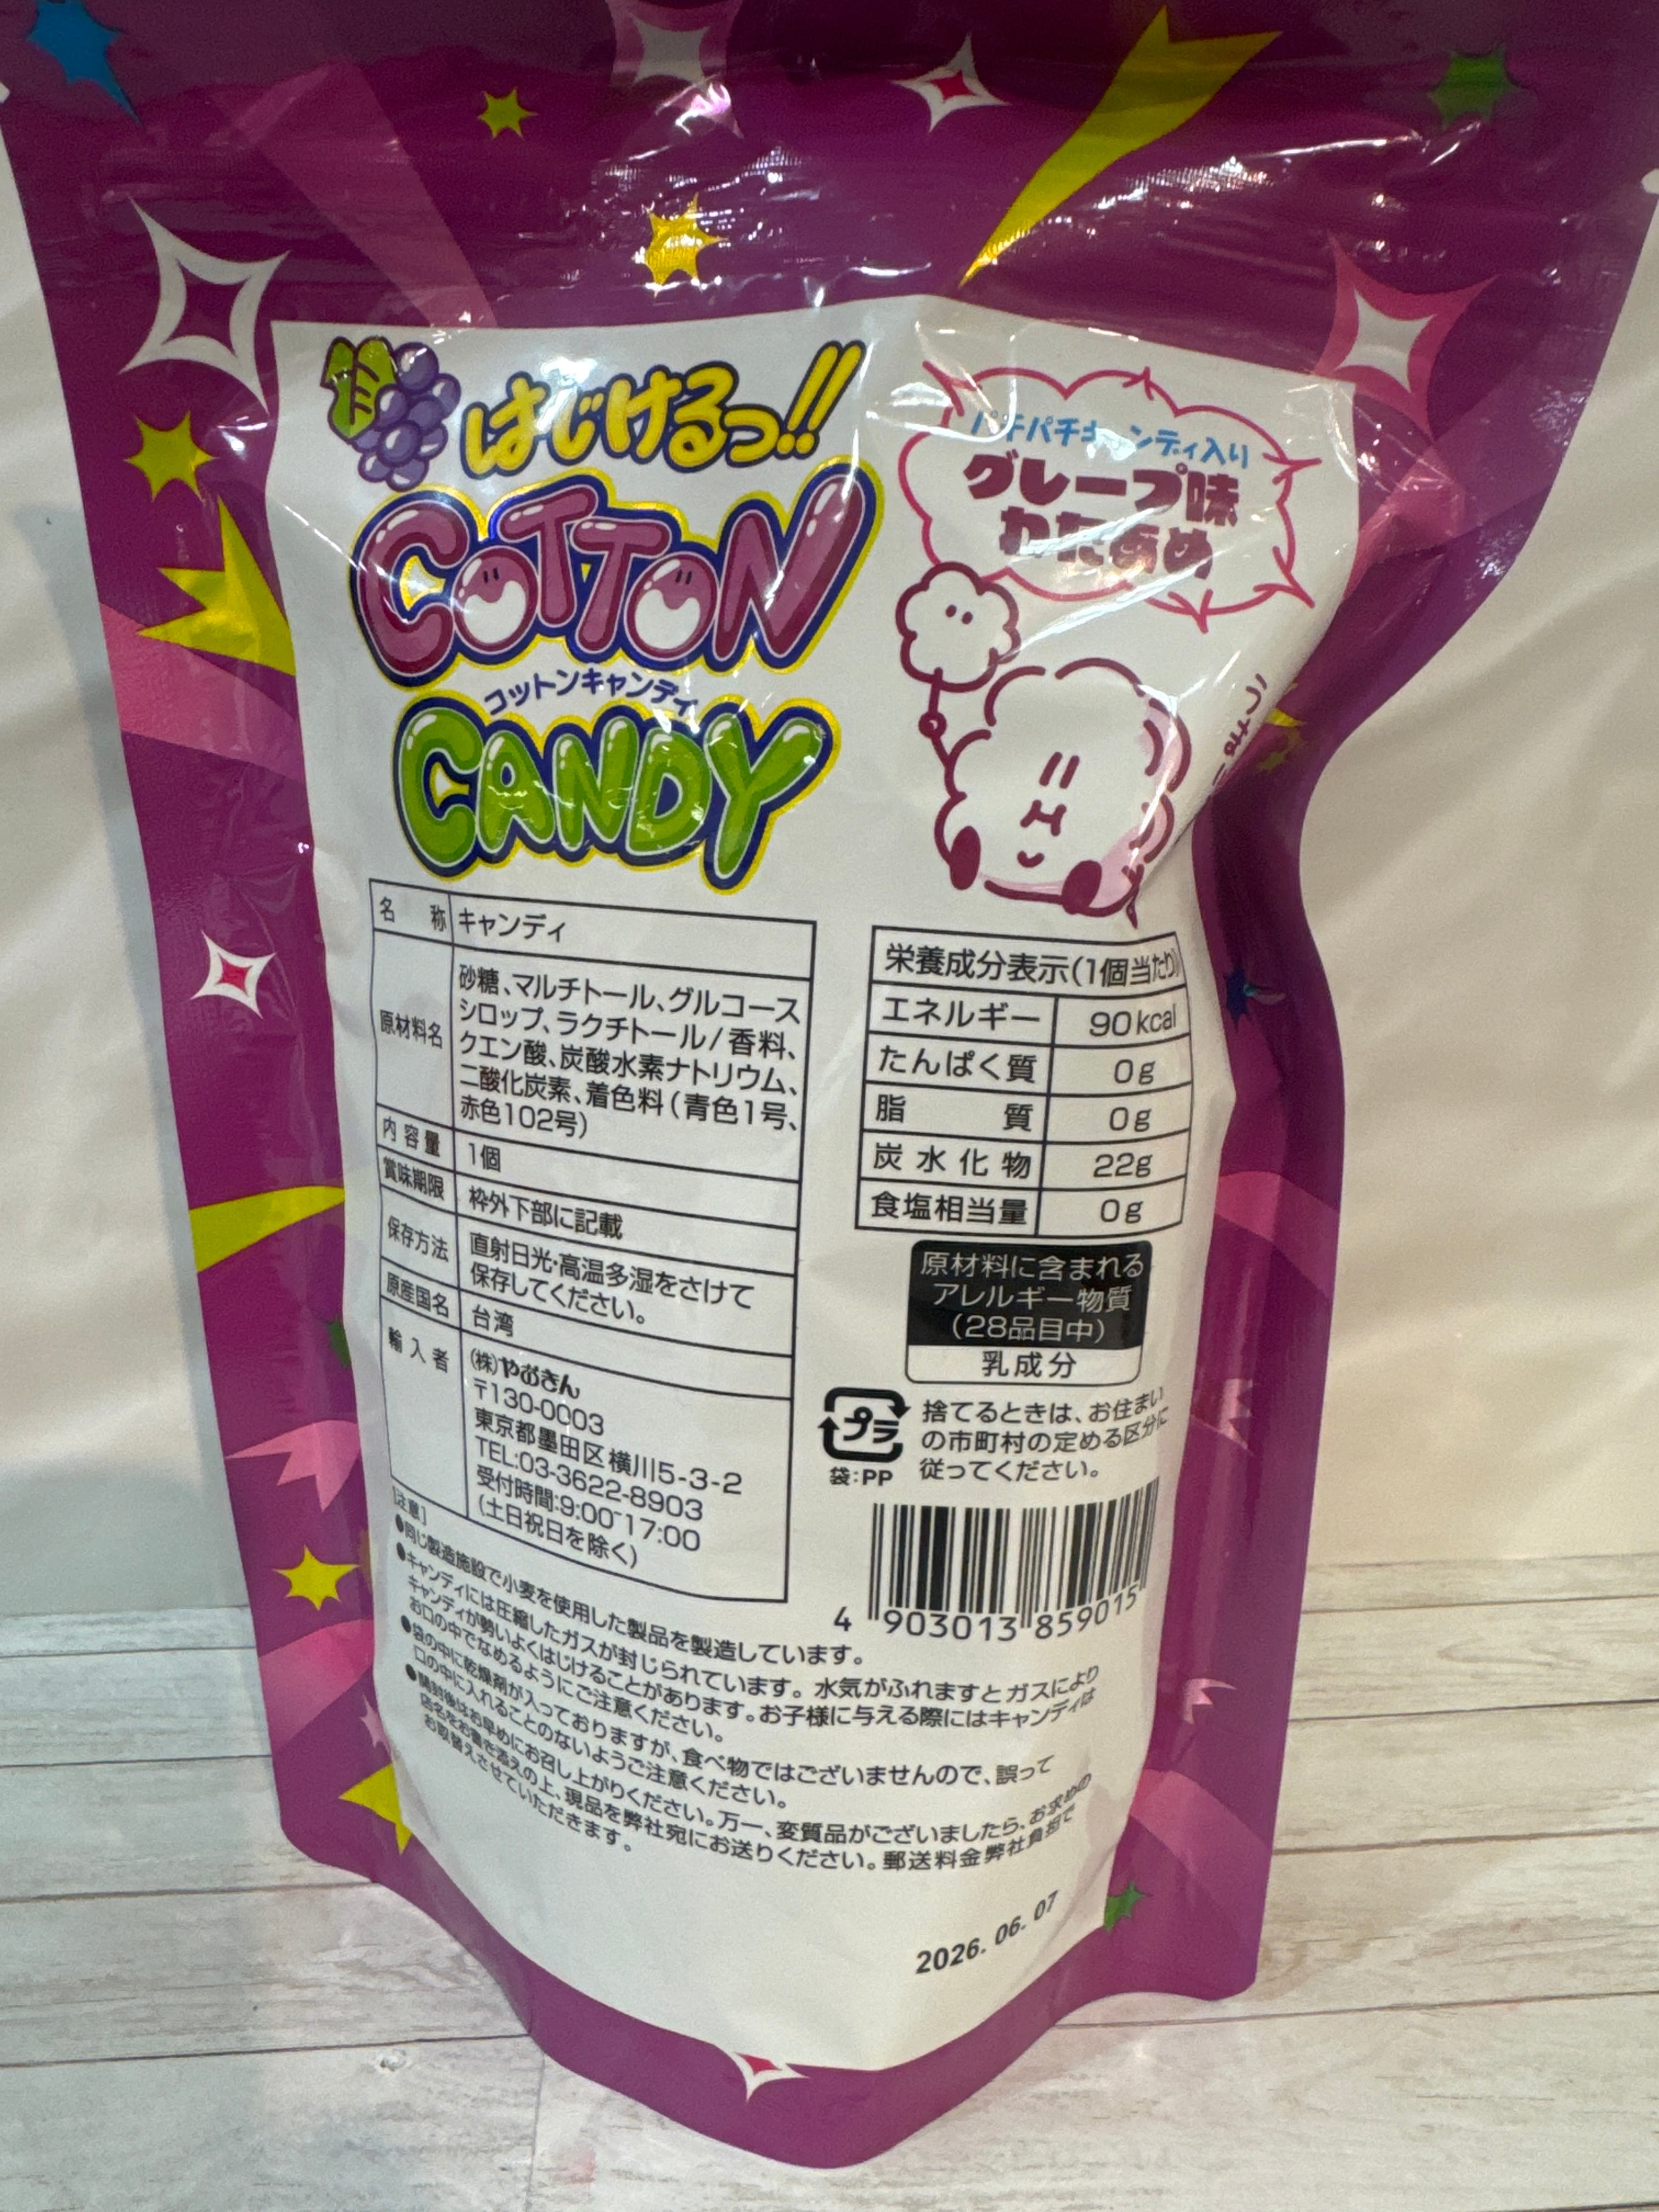 はじけるっ!!
COTTON
コットンキャンディ
CANDY
パチパチキャンディ入り
グレープ味
わたあめ
名称 キャンディ
原材料名 砂糖、マルチトール、グルコース
シロップ、ラクチトール/香料、
クエン酸、炭酸水素ナトリウム、
二酸化炭素、着色料(青色1号、
赤色102号)
内容量 1個
賞味期限 枠外下部に記載
保存方法 直射日光・高温多湿をさけて
保存してください。
原産国名 台湾
輸入者 (株)やおきん
〒130-0003
東京都墨田区横川5-3-2
TEL:03-3622-8903
受付時間:9:00~17:00
(土日祝日を除く)
栄養成分表示(1個当たり)
エネルギー 90kcal
たんぱく質 0g
脂質 0g
炭水化物 22g
食塩相当量 0g
原材料に含まれる
アレルギー物質
(28品目中)
乳成分
プラ
袋:PP
捨てるときは、お住まい
の市町村の定める区分に
従ってください。
4 903013 859015
[注意]
●同じ製造施設で小麦を使用した製品を製造しています。
●キャンディには圧縮したガスが封じられています。水気がふれますとガスにより
キャンディが勢いよくはじけることがあります。お子様に与える際にはキャンディは
お口の中でなめるようにご注意ください。
●袋の中に乾燥剤が入っておりますが、食べ物ではございませんので、誤って
口の中に入れることのないようご注意ください。
●開封後はお早めにお召し上がりください。万一、変質品がございましたら、お求めの
店名をお書き添えの上、現品を弊社宛にお送りください。郵送料金弊社負担で
お取替えさせていただきます。
2026.06.07